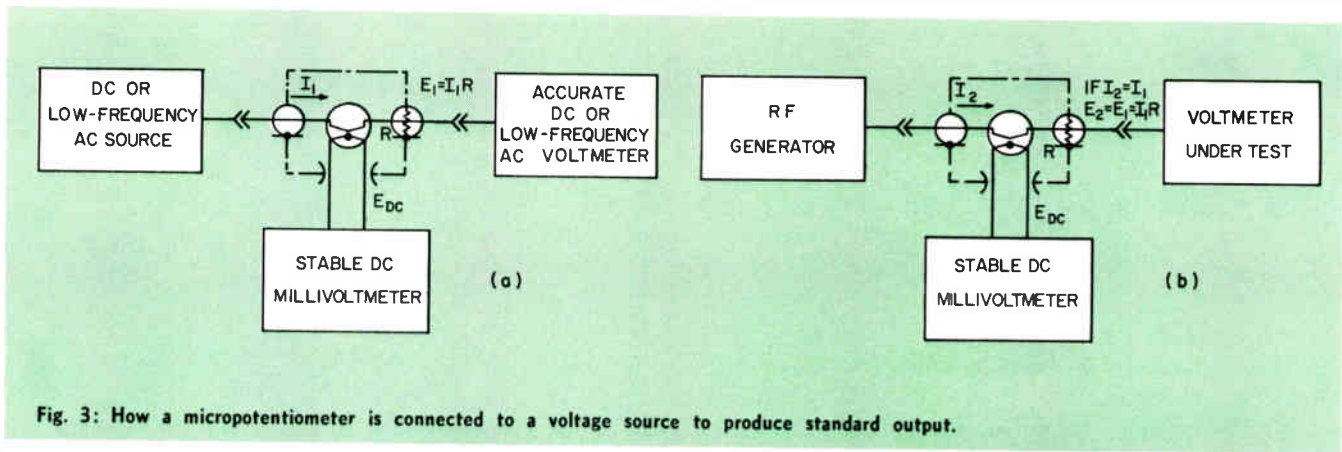 DC OR
LOW-FREQUENCY
AC SOURCE
I₁
E₁=I₁R
R
ACCURATE
DC OR
LOW-FREQUENCY
AC VOLTMETER
E_DC
STABLE DC
MILLIVOLTMETER
(a)
RF
GENERATOR
I₂
IF I₂=I₁
E₂=E₁=I₁R
R
VOLTMETER
UNDER TEST
E_DC
STABLE DC
MILLIVOLTMETER
(b)
Fig. 3: How a micropotentiometer is connected to a voltage source to produce standard output.